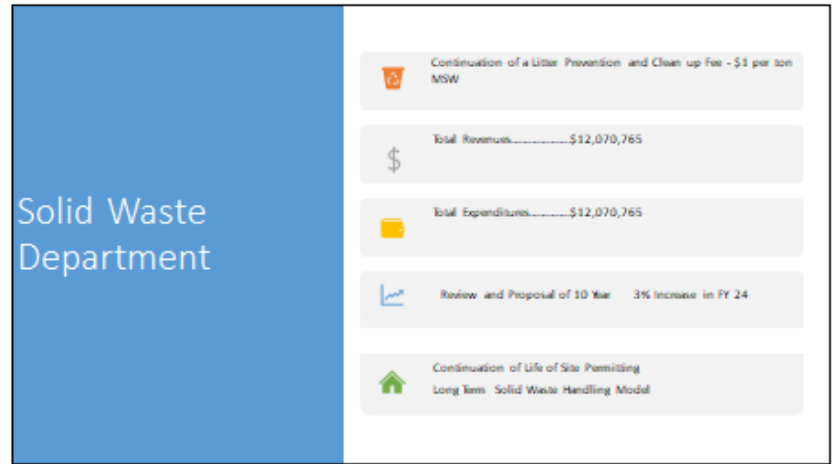 Solid Waste
Department
Continuation of a Litter Prevention and Clean up Fee - $1 per ton
MSW
Total Revenues................$12,070,765
Total Expenditures............$12,070,765
Review and Proposal of 10 Year 3% Increase in FY 24
Continuation of Life of Site Permitting
Long Term Solid Waste Handling Model